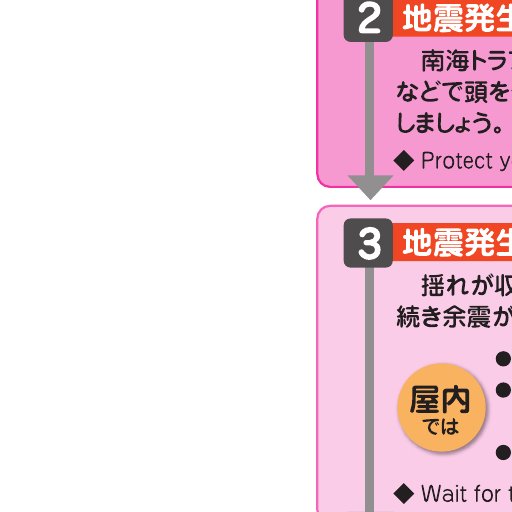 2 地震発生
南海トラフ
などで頭を
しましょう。
◆ Protect y
3 地震発生
揺れが収
続き余震が
●
●
屋内
では
●
◆ Wait for t